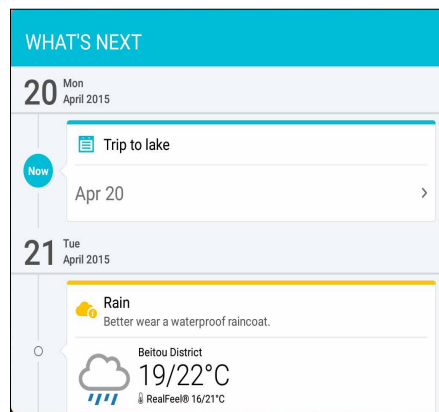 WHAT'S NEXT
20 Mon
April 2015
Trip to lake
Now
Apr 20
21 Tue
April 2015
Rain
Better wear a waterproof raincoat.
Beitou District
19/22°C
RealFeel® 16/21°C